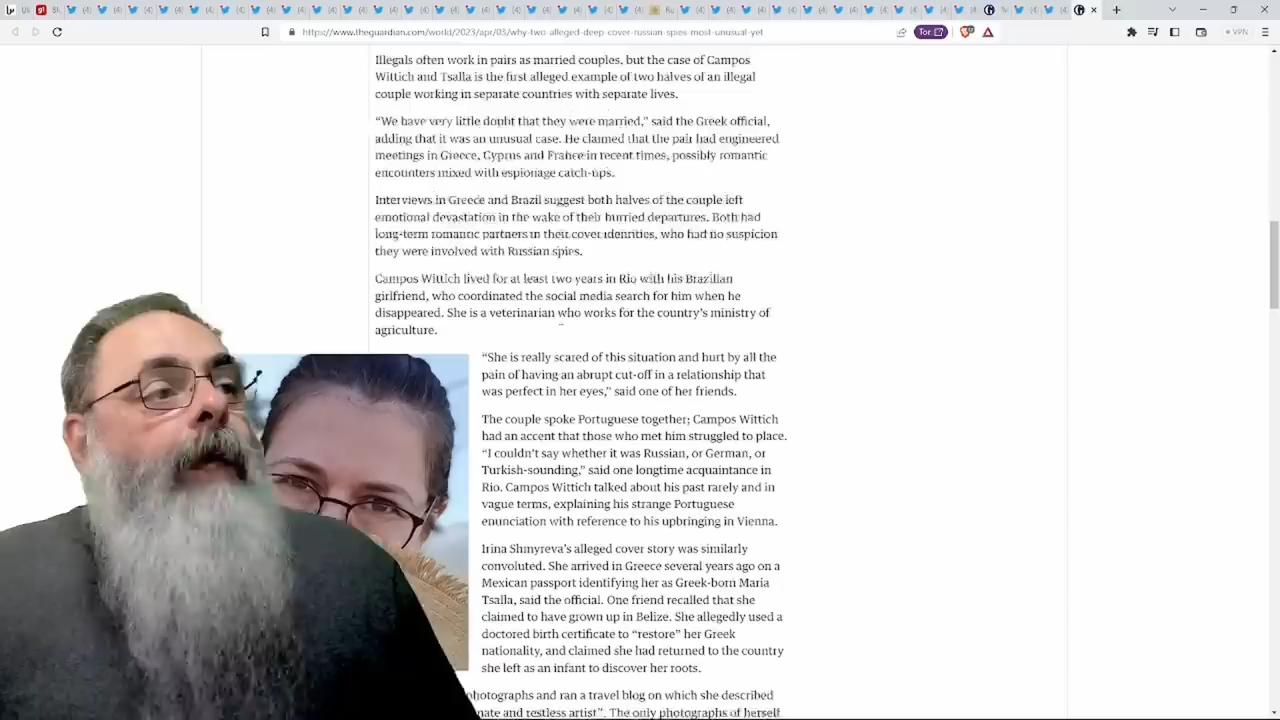 https://www.theguardian.com/world/2023/apr/03/why-two-alleged-deep-cover-russian-spies-most-unusual-yet
Tor
VPN
Illegals often work in pairs as married couples, but the case of Campos
Wittich and Tsalla is the first alleged example of two halves of an illegal
couple working in separate countries with separate lives.
“We have very little doubt that they were married,” said the Greek official,
adding that it was an unusual case. He claimed that the pair had engineered
meetings in Greece, Cyprus and France in recent times, possibly romantic
encounters mixed with espionage catch-ups.
Interviews in Greece and Brazil suggest both halves of the couple left
emotional devastation in the wake of their hurried departures. Both had
long-term romantic partners in their cover identities, who had no suspicion
they were involved with Russian spies.
Campos Wittich lived for at least two years in Rio with his Brazilian
girlfriend, who coordinated the social media search for him when he
disappeared. She is a veterinarian who works for the country’s ministry of
agriculture.
“She is really scared of this situation and hurt by all the
pain of having an abrupt cut-off in a relationship that
was perfect in her eyes,” said one of her friends.
The couple spoke Portuguese together; Campos Wittich
had an accent that those who met him struggled to place.
“I couldn’t say whether it was Russian, or German, or
Turkish-sounding,” said one longtime acquaintance in
Rio. Campos Wittich talked about his past rarely and in
vague terms, explaining his strange Portuguese
enunciation with reference to his upbringing in Vienna.
Irina Shmyreva’s alleged cover story was similarly
convoluted. She arrived in Greece several years ago on a
Mexican passport identifying her as Greek-born Maria
Tsalla, said the official. One friend recalled that she
claimed to have grown up in Belize. She allegedly used a
doctored birth certificate to “restore” her Greek
nationality, and claimed she had returned to the country
she left as an infant to discover her roots.
photographs and ran a travel blog on which she described
nate and restless artist”. The only photographs of herself